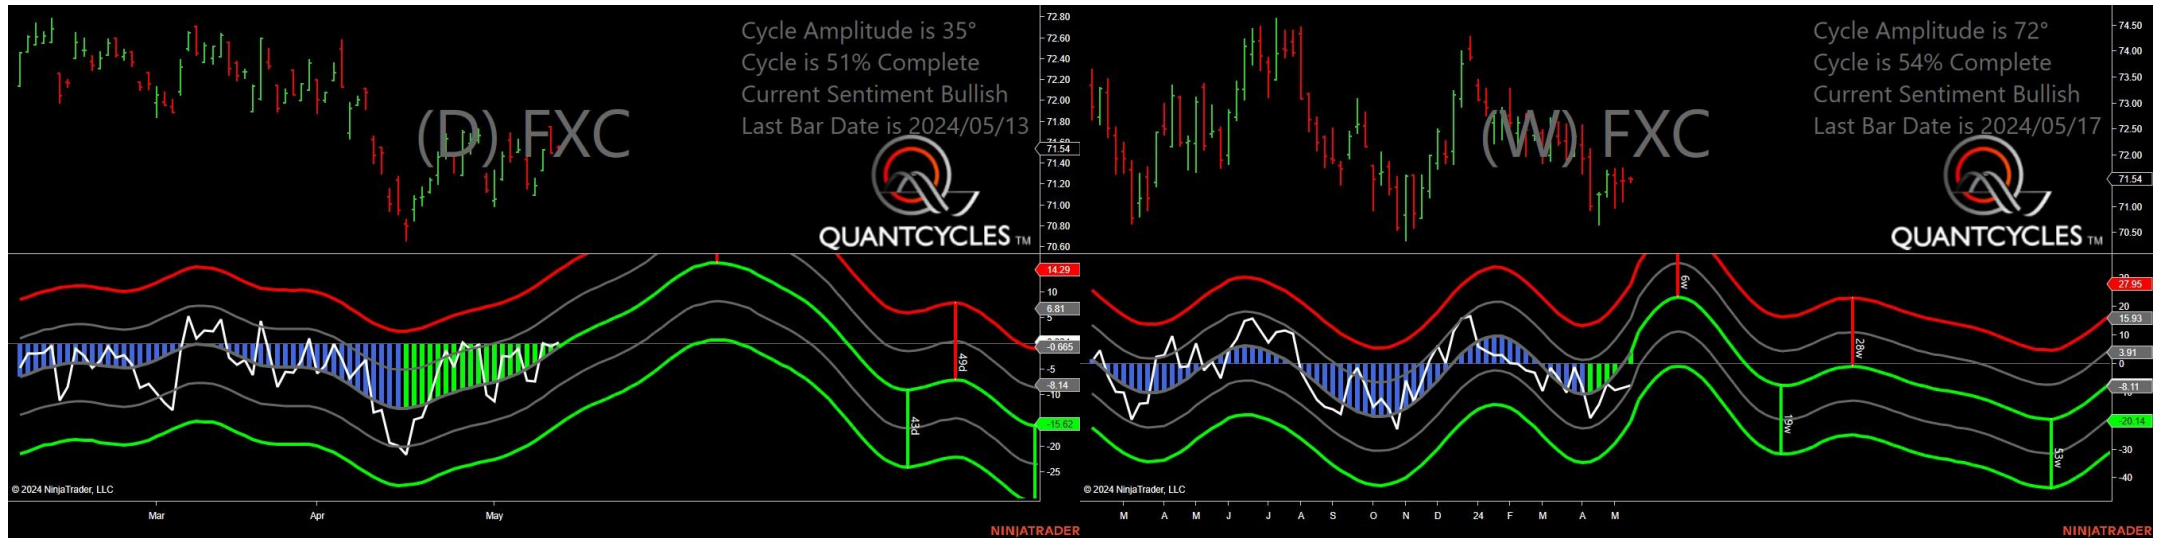 Cycle Amplitude is 35°
Cycle is 51% Complete
Current Sentiment Bullish
Last Bar Date is 2024/05/13
(D) FXC
QUANTCYCLES TM
72.80
72.60
72.40
72.20
72.00
71.80
71.54
71.40
71.20
71.00
70.80
70.60
14.29
10
6.81
5
-0.665
-5
-8.14
-10
-15.62
-20
-25
49d
43d
© 2024 NinjaTrader, LLC
Mar Apr May
NINJATRADER
Cycle Amplitude is 72°
Cycle is 54% Complete
Current Sentiment Bullish
Last Bar Date is 2024/05/17
(W) FXC
QUANTCYCLES TM
74.50
74.00
73.50
73.00
72.50
72.00
71.54
71.00
70.50
27.95
20
15.93
10
3.91
0
-8.11
-20.14
-30
-40
6w
28w
19w
53w
© 2024 NinjaTrader, LLC
M A M J J A S O N D 24 F M A M
NINJATRADER